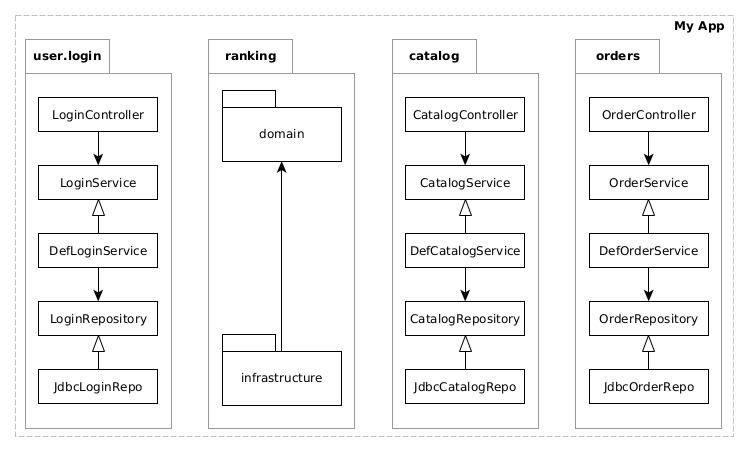 My App
user.login
LoginController
LoginService
DefLoginService
LoginRepository
JdbcLoginRepo
ranking
domain
infrastructure
catalog
CatalogController
CatalogService
DefCatalogService
CatalogRepository
JdbcCatalogRepo
orders
OrderController
OrderService
DefOrderService
OrderRepository
JdbcOrderRepo